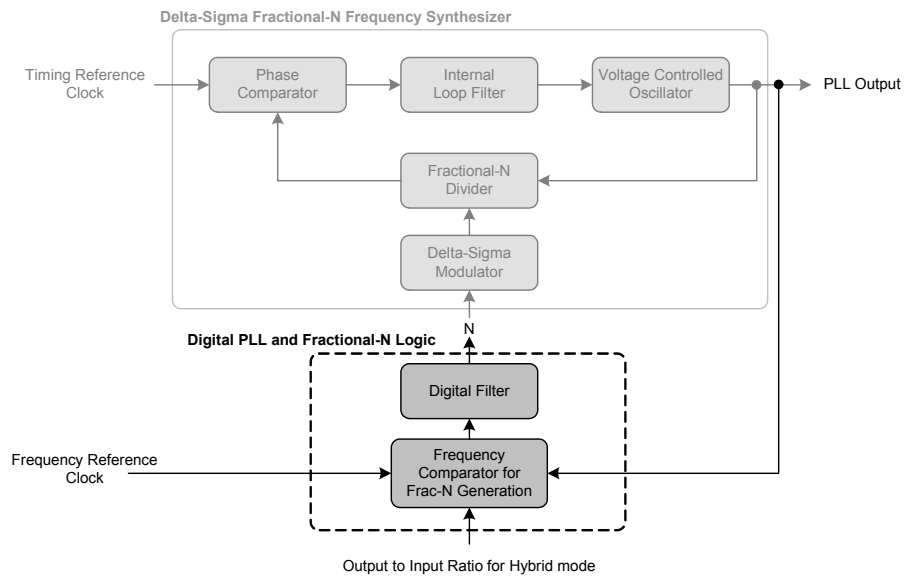 Delta-Sigma Fractional-N Frequency Synthesizer
Timing Reference
Clock
Phase
Comparator
Internal
Loop Filter
Voltage Controlled
Oscillator
PLL Output
Fractional-N
Divider
Delta-Sigma
Modulator
N
Digital PLL and Fractional-N Logic
Digital Filter
Frequency Reference
Clock
Frequency
Comparator for
Frac-N Generation
Output to Input Ratio for Hybrid mode